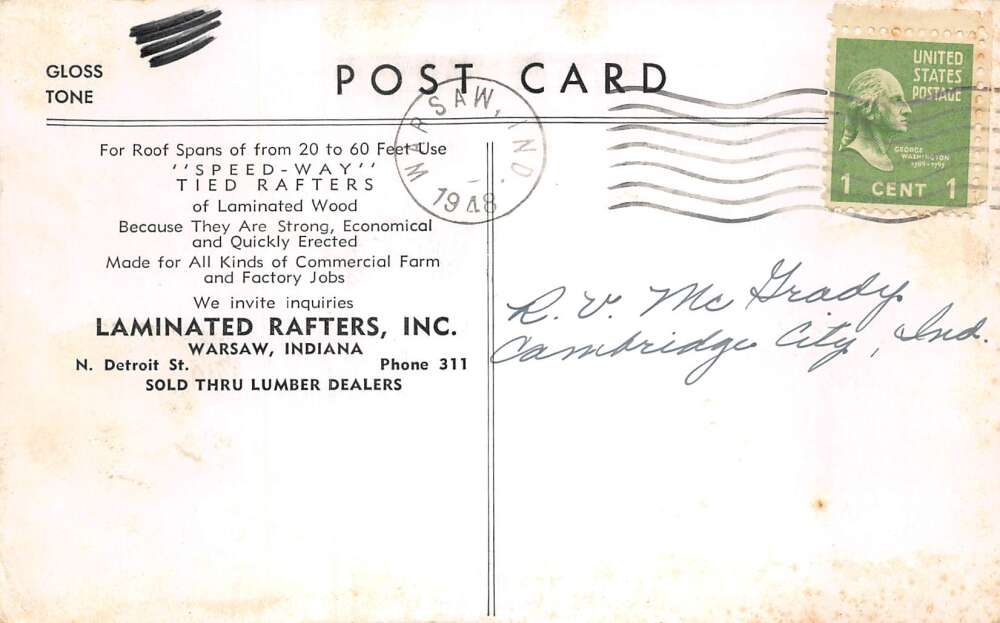 GLOSS
TONE
POST CARD
WARSAW, IND.
1948
UNITED
STATES
POSTAGE
GEORGE
WASHINGTON
1789-1797
1 CENT 1
For Roof Spans of from 20 to 60 Feet Use
"SPEED-WAY"
TIED RAFTERS
of Laminated Wood
Because They Are Strong, Economical
and Quickly Erected
Made for All Kinds of Commercial Farm
and Factory Jobs
We invite inquiries
LAMINATED RAFTERS, INC.
WARSAW, INDIANA
N. Detroit St. Phone 311
SOLD THRU LUMBER DEALERS
R. V. McGrady
Cambridge City, Ind.